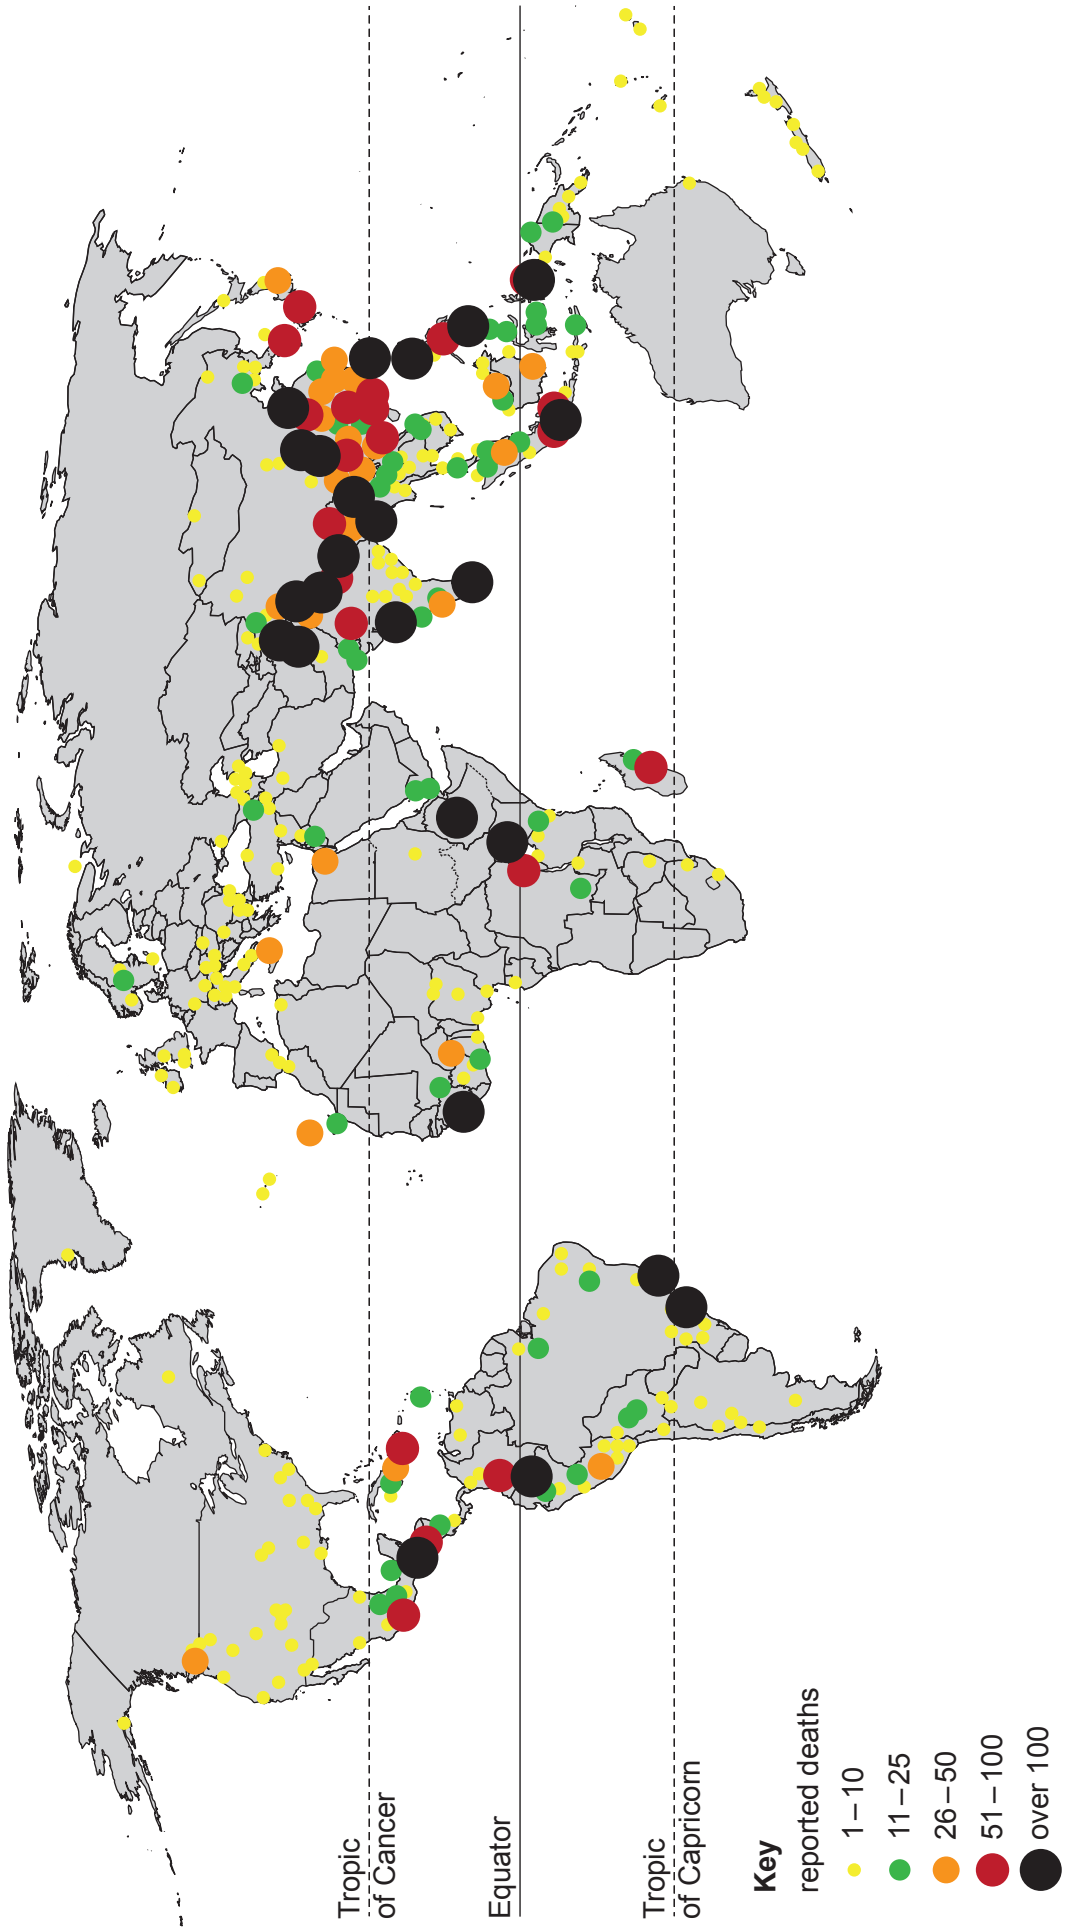 Tropic
of Cancer
Equator
Tropic
of Capricorn
Key
reported deaths
1 – 10
11 – 25
26 – 50
51 – 100
over 100